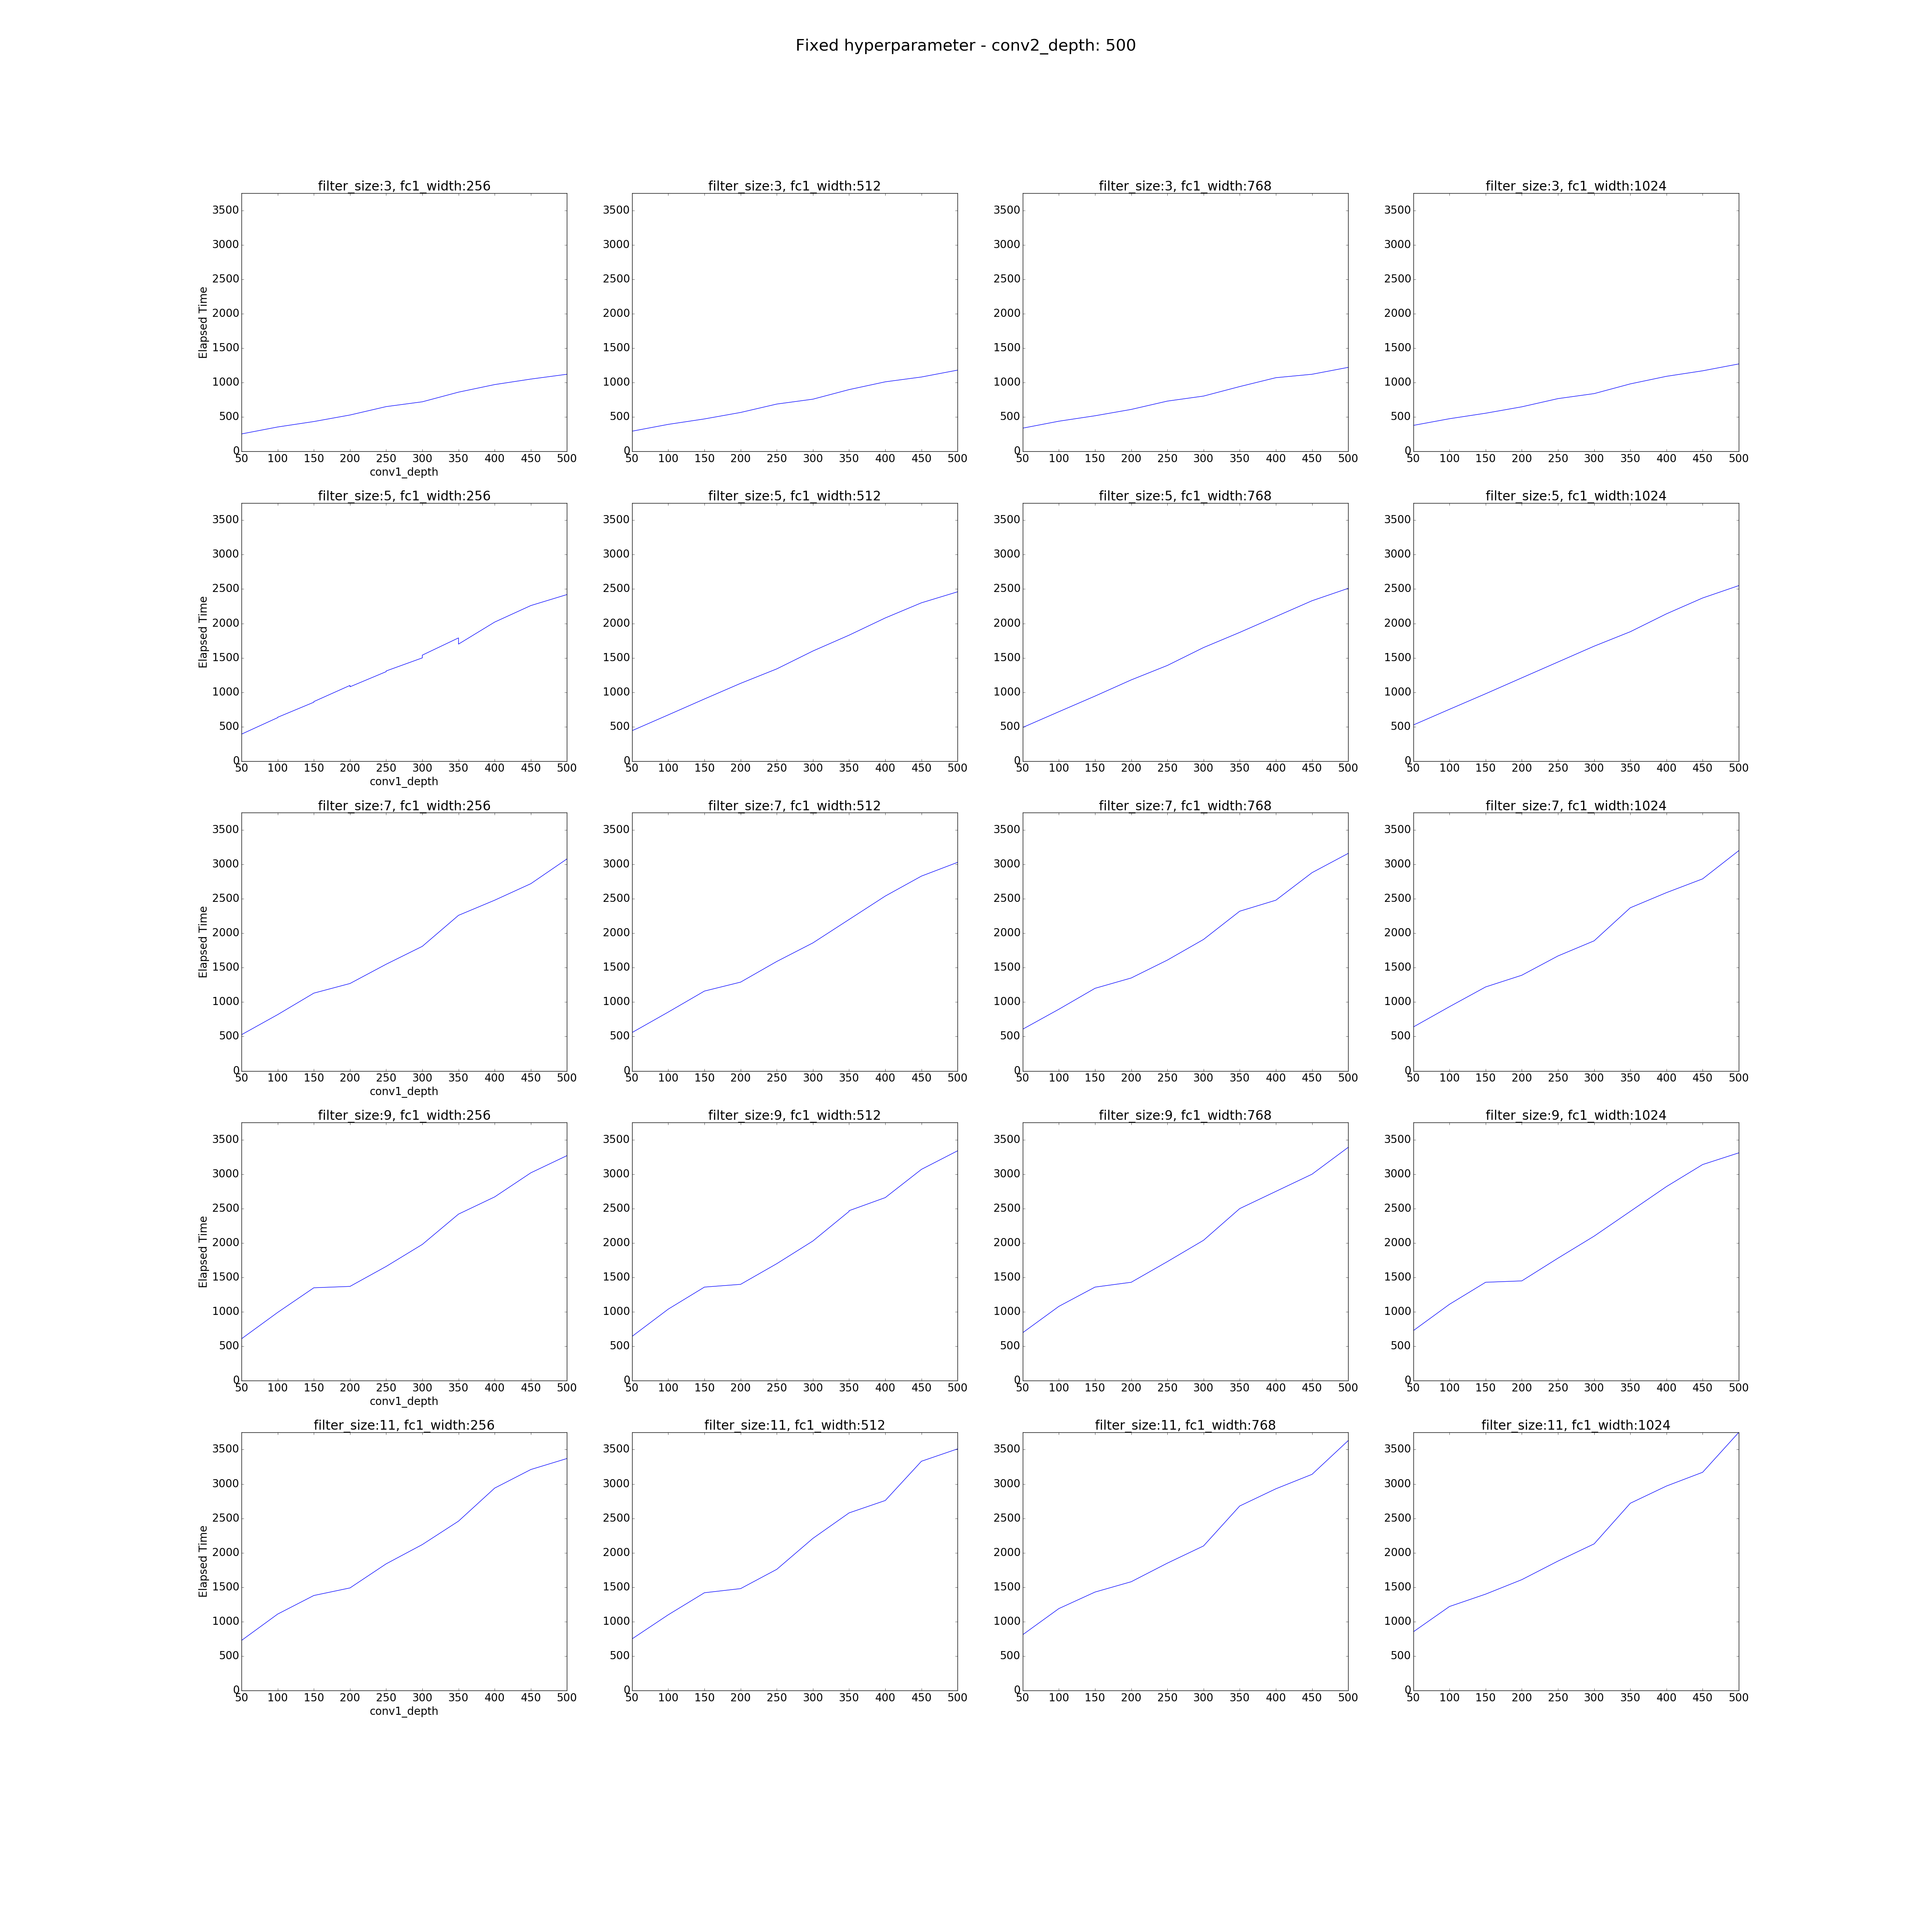 Fixed hyperparameter - conv2_depth: 500
filter_size:3, fc1_width:256 filter_size:3, fc1_width:512 filter_size:3, fc1_width:768 filter_size:3, fc1_width:1024
3500 3500 3500 3500
3000 3000 3000 3000
2500 2500 2500 2500
2000 2000 2000 2000
Elapsed Time
1500 1500 1500 1500
1000 1000 1000 1000
500 500 500 500
0 0 0 0
50 100 150 200 250 300 350 400 450 500 50 100 150 200 250 300 350 400 450 500 50 100 150 200 250 300 350 400 450 500 50 100 150 200 250 300 350 400 450 500
conv1_depth
filter_size:5, fc1_width:256 filter_size:5, fc1_width:512 filter_size:5, fc1_width:768 filter_size:5, fc1_width:1024
3500 3500 3500 3500
3000 3000 3000 3000
2500 2500 2500 2500
2000 2000 2000 2000
Elapsed Time
1500 1500 1500 1500
1000 1000 1000 1000
500 500 500 500
0 0 0 0
50 100 150 200 250 300 350 400 450 500 50 100 150 200 250 300 350 400 450 500 50 100 150 200 250 300 350 400 450 500 50 100 150 200 250 300 350 400 450 500
conv1_depth
filter_size:7, fc1_width:256 filter_size:7, fc1_width:512 filter_size:7, fc1_width:768 filter_size:7, fc1_width:1024
3500 3500 3500 3500
3000 3000 3000 3000
2500 2500 2500 2500
2000 2000 2000 2000
Elapsed Time
1500 1500 1500 1500
1000 1000 1000 1000
500 500 500 500
0 0 0 0
50 100 150 200 250 300 350 400 450 500 50 100 150 200 250 300 350 400 450 500 50 100 150 200 250 300 350 400 450 500 50 100 150 200 250 300 350 400 450 500
conv1_depth
filter_size:9, fc1_width:256 filter_size:9, fc1_width:512 filter_size:9, fc1_width:768 filter_size:9, fc1_width:1024
3500 3500 3500 3500
3000 3000 3000 3000
2500 2500 2500 2500
2000 2000 2000 2000
Elapsed Time
1500 1500 1500 1500
1000 1000 1000 1000
500 500 500 500
0 0 0 0
50 100 150 200 250 300 350 400 450 500 50 100 150 200 250 300 350 400 450 500 50 100 150 200 250 300 350 400 450 500 50 100 150 200 250 300 350 400 450 500
conv1_depth
filter_size:11, fc1_width:256 filter_size:11, fc1_width:512 filter_size:11, fc1_width:768 filter_size:11, fc1_width:1024
3500 3500 3500 3500
3000 3000 3000 3000
2500 2500 2500 2500
2000 2000 2000 2000
Elapsed Time
1500 1500 1500 1500
1000 1000 1000 1000
500 500 500 500
0 0 0 0
50 100 150 200 250 300 350 400 450 500 50 100 150 200 250 300 350 400 450 500 50 100 150 200 250 300 350 400 450 500 50 100 150 200 250 300 350 400 450 500
conv1_depth